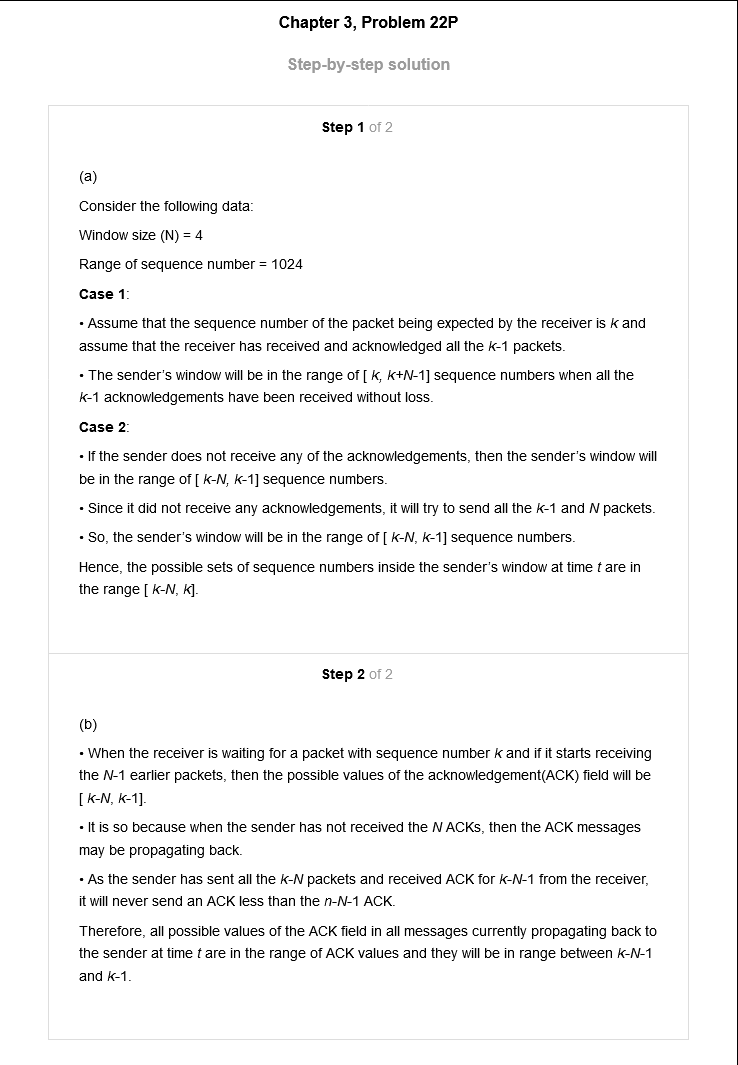 Chapter 3, Problem 22P
Step-by-step solution
Step 1 of 2
(a)
Consider the following data:
Window size (N) = 4
Range of sequence number = 1024
Case 1:
• Assume that the sequence number of the packet being expected by the receiver is k and
assume that the receiver has received and acknowledged all the k-1 packets.
• The sender's window will be in the range of [ k, k+N-1] sequence numbers when all the
k-1 acknowledgements have been received without loss.
Case 2:
• If the sender does not receive any of the acknowledgements, then the sender's window will
be in the range of [ k-N, k-1] sequence numbers.
• Since it did not receive any acknowledgements, it will try to send all the k-1 and N packets.
• So, the sender's window will be in the range of [ k-N, k-1] sequence numbers.
Hence, the possible sets of sequence numbers inside the sender's window at time t are in
the range [ k-N, k].
Step 2 of 2
(b)
• When the receiver is waiting for a packet with sequence number k and if it starts receiving
the N-1 earlier packets, then the possible values of the acknowledgement(ACK) field will be
[ k-N, k-1].
• It is so because when the sender has not received the N ACKs, then the ACK messages
may be propagating back.
• As the sender has sent all the k-N packets and received ACK for k-N-1 from the receiver,
it will never send an ACK less than the n-N-1 ACK.
Therefore, all possible values of the ACK field in all messages currently propagating back to
the sender at time t are in the range of ACK values and they will be in range between k-N-1
and k-1.